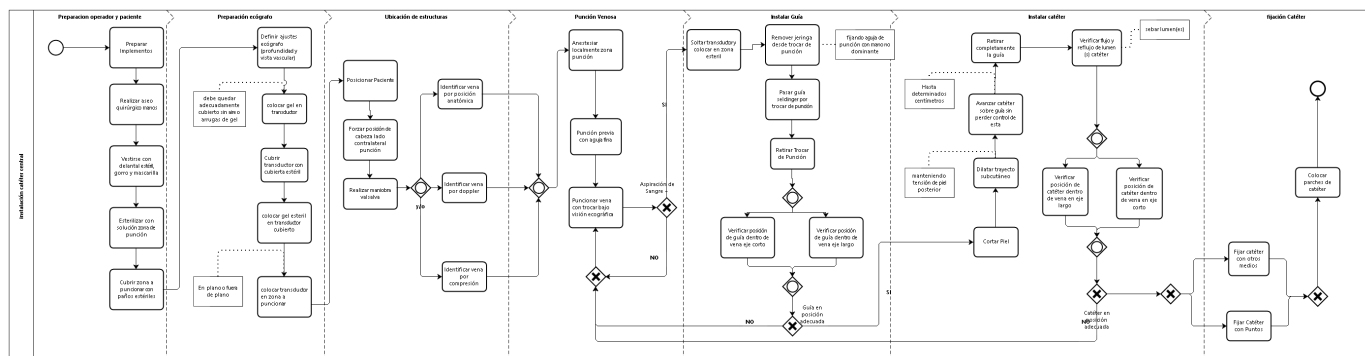 Instalación catéter central
Preparacion operador y paciente
Preparar
Implementos
Realizar aseo
quirúrgico manos
Vestirse con
delantal estéril,
gorro y mascarilla
Esterilizar con
solución zona de
punción
Cubrir zona a
puncionar con
paños estériles
Preparación ecógrafo
Definir ajustes
ecógrafo
(profundidad y
vista vascular)
debe quedar
adecuadamente
cubierto sin aire o
arrugas de gel
colocar gel en
transductor
Cubrir
transductor con
cubierta estéril
colocar gel esteril
en transductor
cubierto
En plano o fuera
de plano
colocar transductor
en zona a
puncionar
Ubicación de estructuras
Posicionar Paciente
Forzar posición de
cabeza lado
contralateral
punción
Realizar maniobra
valsalva
y/o
Identificar vena
por posición
anatómica
Identificar vena
por doppler
Identificar vena
por
compresión
Punción Venosa
Anestesiar
localmente zona
punción
Punción previa
con aguja fina
Puncionar vena
con trocar bajo
visión ecográfica
Aspiración de
Sangre
SI
NO
Instalar Guía
Soltar transductor y
colocar en zona
esteril
Remover jeringa
desde trocar de
punción
fijando aguja de
punción con mano no
dominante
Pasar guía
seldinger por
trocar de punción
Retirar Trocar
de Punción
Verificar posición
de guía dentro de
vena eje corto
Verificar posición
de guía dentro de
vena eje largo
Guía en
posición
adecuada
NO
SI
Instalar catéter
Retirar
completamente
la guía
Hasta
determinados
centímetros
Avanzar catéter
sobre guía sin
perder control de
esta
manteniendo
tensión de piel
posterior
Dilatar trayecto
subcutáneo
Cortar Piel
Verificar flujo y
reflujo de lumen
(s) catéter
cebar lumen(es)
Verificar
posición de
catéter dentro
de vena en eje
largo
Verificar
posición de
catéter dentro
de vena en eje
corto
Catéter en
posición
adecuada
NO
Fijación Catéter
Fijar catéter
con otros
medios
Fijar Catéter
con Puntos
Colocar
parches de
catéter